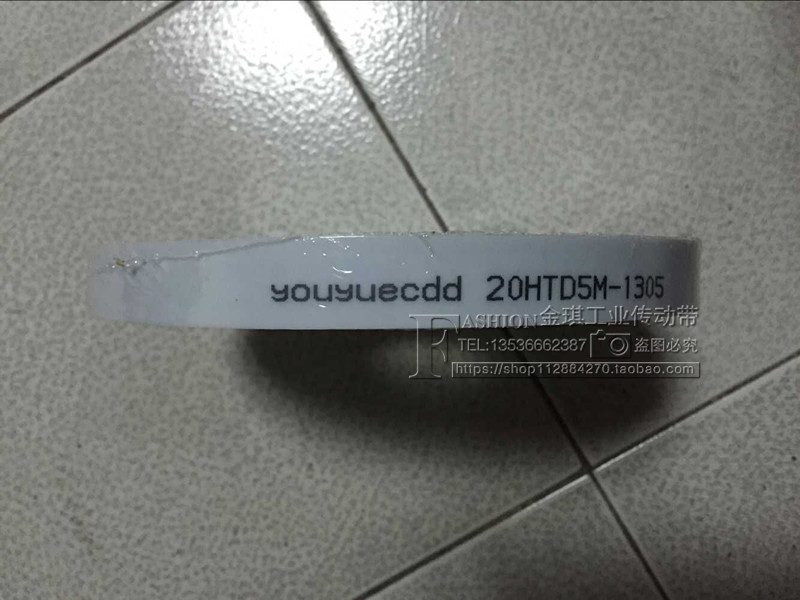 youyuecdd 20HTD5M-1305
FASHION金琪工业传动带
TEL:13536662387 盗图必究
https://shop112884270.taobao.com